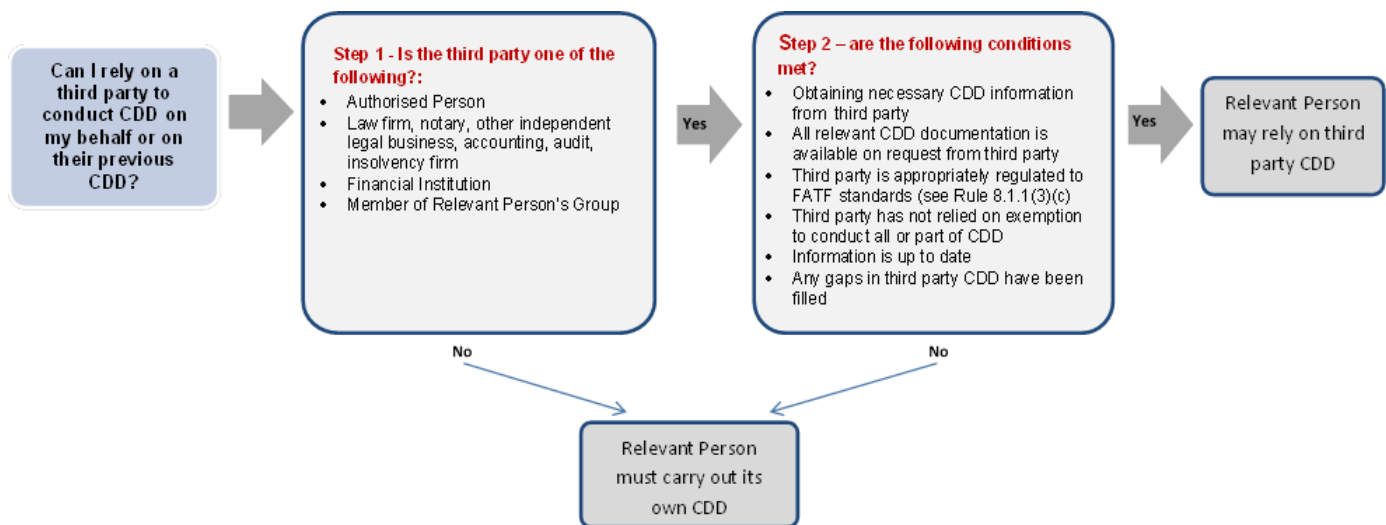 Can I rely on a
third party to
conduct CDD on
my behalf or on
their previous
CDD?
Step 1 - Is the third party one of the
following?:
• Authorised Person
• Law firm, notary, other independent
legal business, accounting, audit,
insolvency firm
• Financial Institution
• Member of Relevant Person's Group
Yes
Step 2 – are the following conditions
met?
• Obtaining necessary CDD information
from third party
• All relevant CDD documentation is
available on request from third party
• Third party is appropriately regulated to
FATF standards (see Rule 8.1.1(3)(c)
• Third party has not relied on exemption
to conduct all or part of CDD
• Information is up to date
• Any gaps in third party CDD have been
filled
Yes
Relevant Person
may rely on third
party CDD
No
No
Relevant Person
must carry out its
own CDD